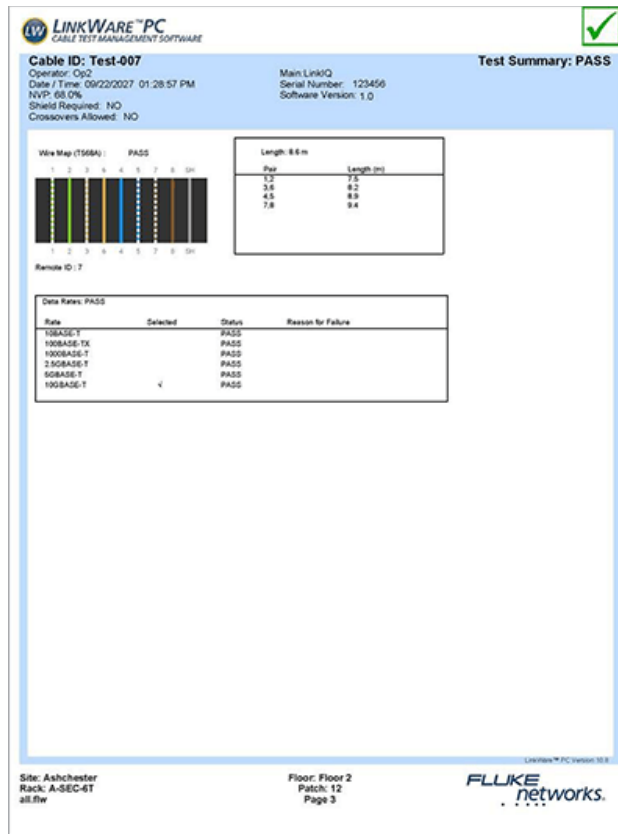 LW LINKWARE™PC
CABLE TEST MANAGEMENT SOFTWARE
Cable ID: Test-007
Test Summary: PASS
Operator: Op2
Date / Time: 09/22/2027 01:28:57 PM
NVP: 68.0%
Shield Required: NO
Crossovers Allowed: NO
Main:LinkIQ
Serial Number: 123456
Software Version: 1.0
Wire Map (T568A) : PASS
1 2 3 6 4 5 7 8 SH
1 2 3 6 4 5 7 8 SH
Remote ID : 7
Length: 8.6 m
Pair Length (m)
1,2 7.5
3,6 8.2
4,5 8.9
7,8 9.4
Data Rates: PASS
Rate Selected Status Reason for Failure
10BASE-T PASS
100BASE-TX PASS
1000BASE-T PASS
2.5GBASE-T PASS
5GBASE-T PASS
10GBASE-T √ PASS
LinkWare™ PC Version 10.8
Site: Ashchester
Rack: A-SEC-6T
all.flw
Floor: Floor 2
Patch: 12
Page 3
FLUKE
networks.